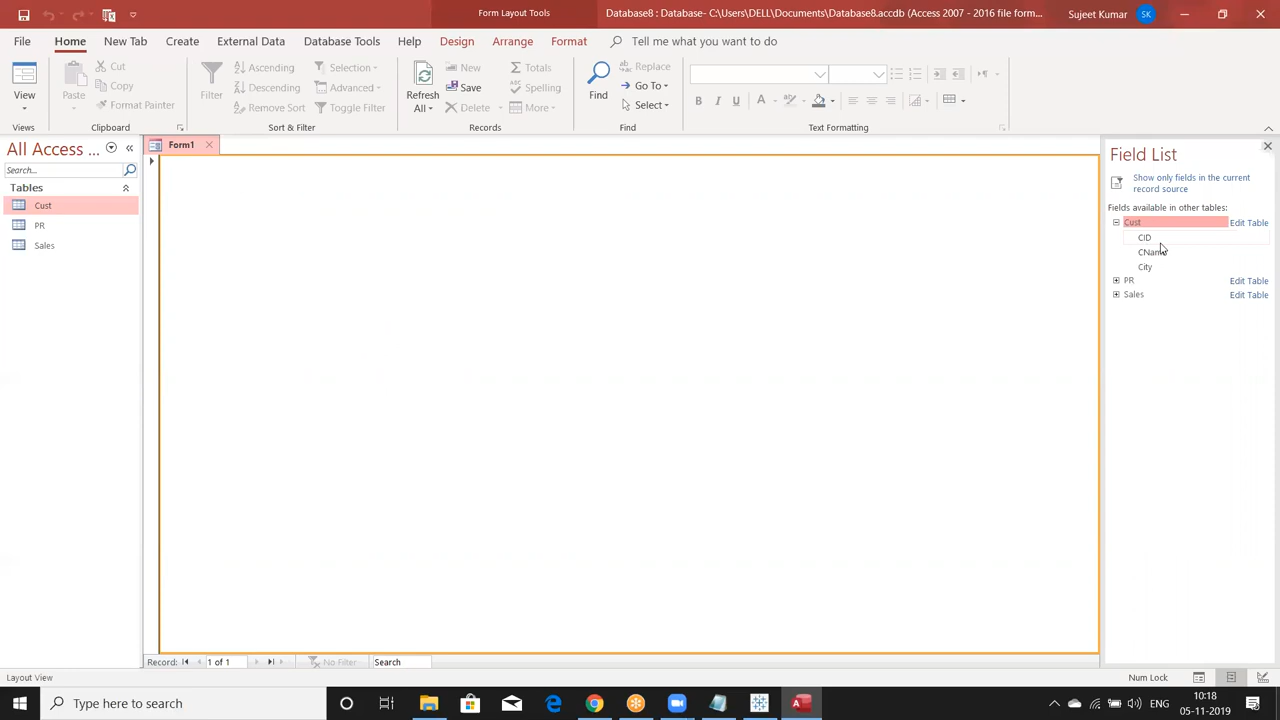 Form Layout Tools
Database8 : Database- C:\Users\DELL\Documents\Database8.accdb (Access 2007 - 2016 file form...
Sujeet Kumar
SK
File
Home
New Tab
Create
External Data
Database Tools
Help
Design
Arrange
Format
Tell me what you want to do
View
Views
Paste
Cut
Copy
Format Painter
Clipboard
Filter
Ascending
Descending
Remove Sort
Selection
Advanced
Toggle Filter
Sort & Filter
Refresh
All
New
Save
Delete
Totals
Spelling
More
Records
Find
Replace
Go To
Select
Find
B I U A
Text Formatting
All Access ...
Search...
Tables
Cust
PR
Sales
Form1
Field List
Show only fields in the current
record source
Fields available in other tables:
Cust Edit Table
CID
CName
City
PR Edit Table
Sales Edit Table
Record: 1 of 1 No Filter Search
Layout View
Num Lock
Type here to search
ENG
10:18
05-11-2019